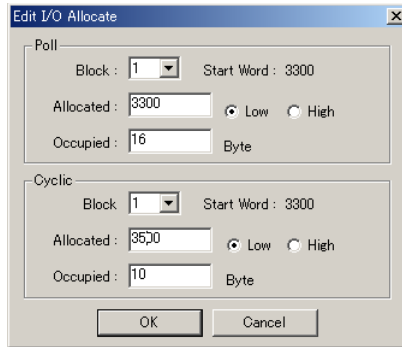 Edit I/O Allocate
Poll
Block : 1 Start Word : 3300
Allocated : 3300 Low High
Occupied : 16 Byte
Cyclic
Block 1 Start Word : 3300
Allocated : 3500 Low High
Occupied : 10 Byte
OK Cancel